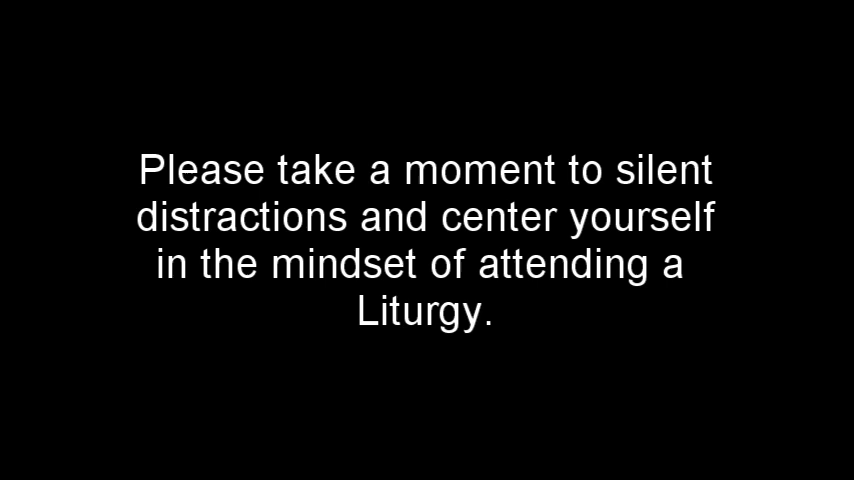 Please take a moment to silent
distractions and center yourself
in the mindset of attending a
Liturgy.